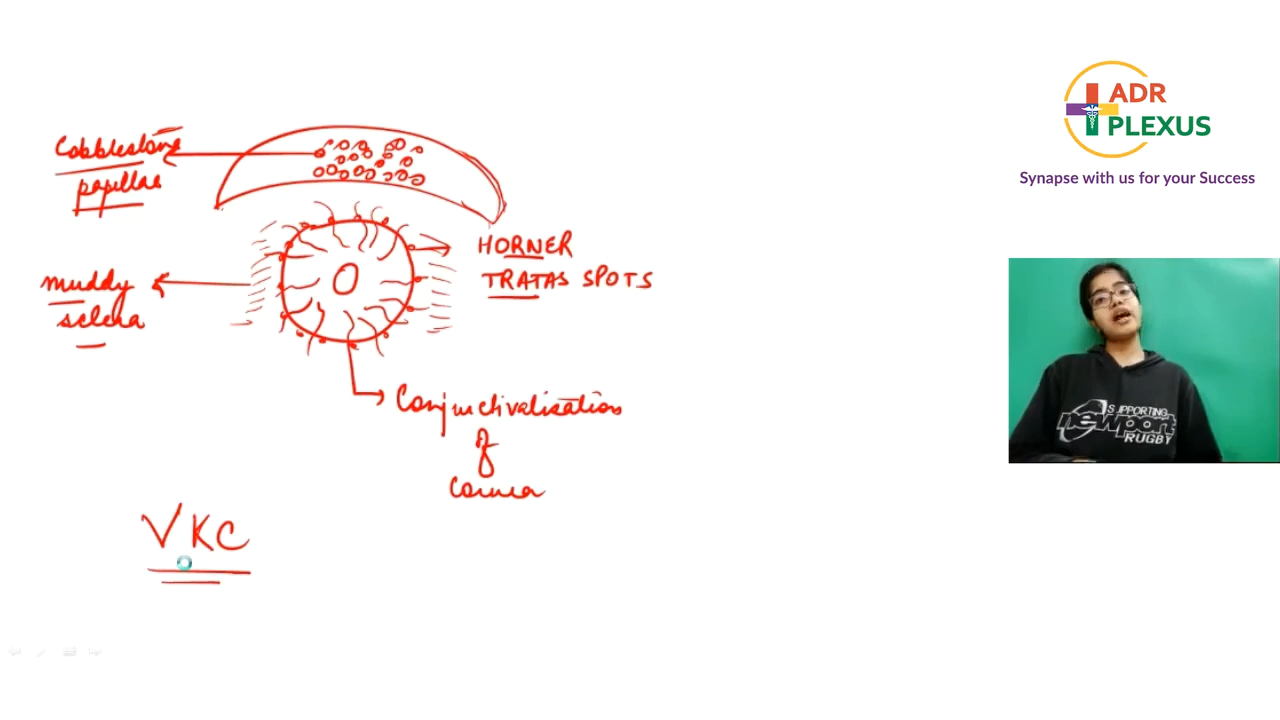 Cobblestone
papillae
HORNER
TRATAS SPOTS
muddy
sclera
Conjunctivalisation
of
Cornea
VKC
ADR
PLEXUS
Synapse with us for your Success
SUPPORTING
newport
RUGBY